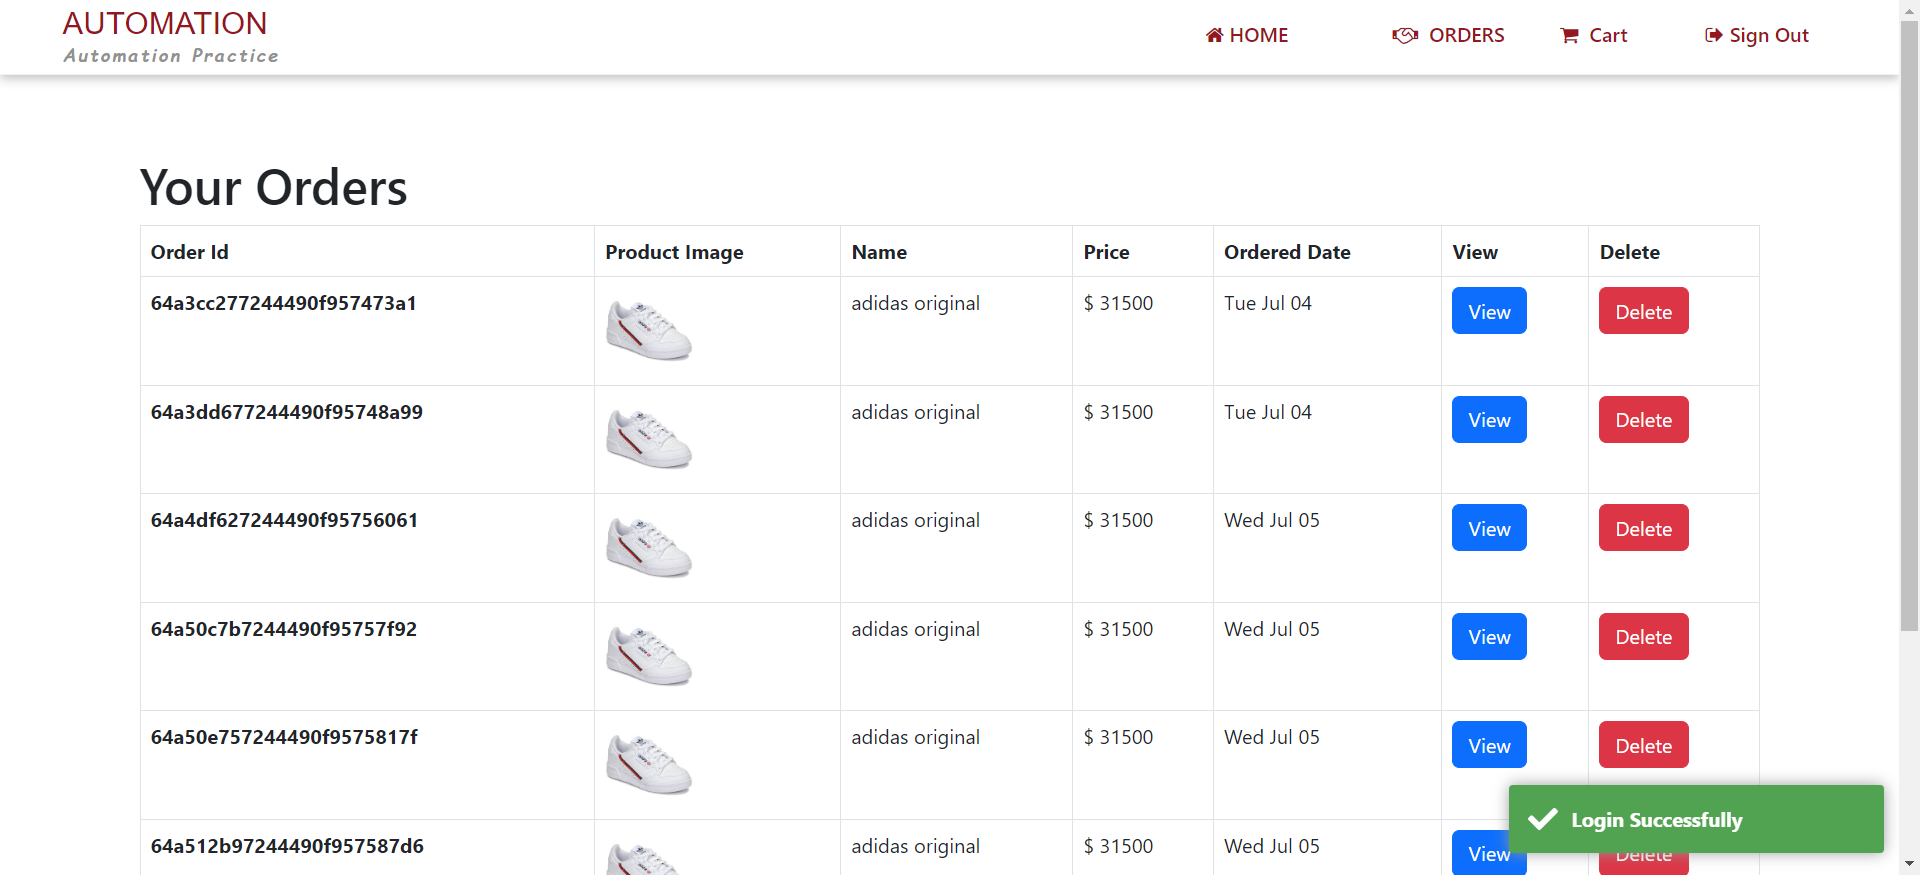 AUTOMATION
Automation Practice
HOME ORDERS Cart Sign Out
Your Orders
Order Id Product Image Name Price Ordered Date View Delete
64a3cc277244490f957473a1 adidas original $ 31500 Tue Jul 04 View Delete
64a3dd677244490f95748a99 adidas original $ 31500 Tue Jul 04 View Delete
64a4df627244490f95756061 adidas original $ 31500 Wed Jul 05 View Delete
64a50c7b7244490f95757f92 adidas original $ 31500 Wed Jul 05 View Delete
64a50e757244490f9575817f adidas original $ 31500 Wed Jul 05 View Delete
Login Successfully
64a512b97244490f957587d6 adidas original $ 31500 Wed Jul 05 View Delete